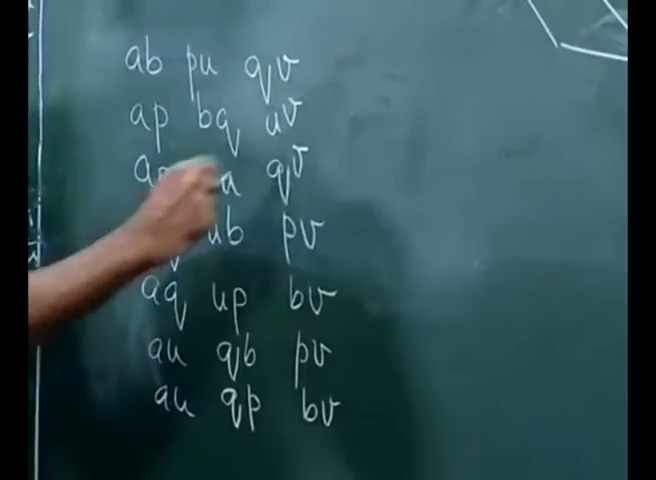 ab pu qv
ap bq uv
qv
ub pv
aq up bv
au qb pv
au qp bv